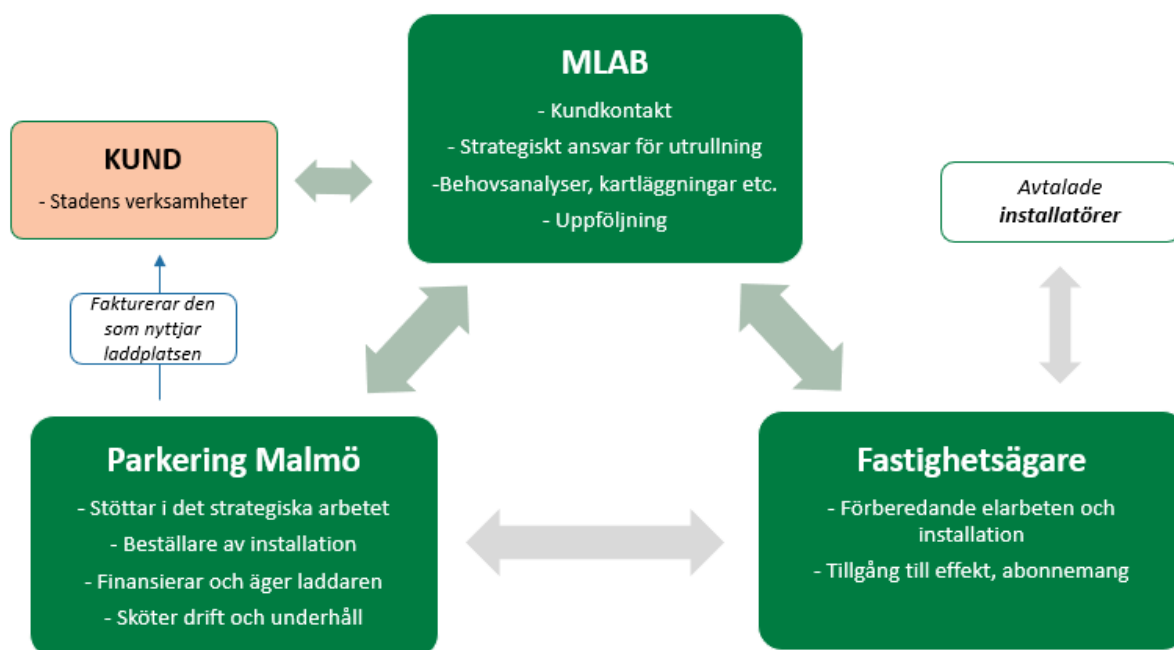 MLAB
- Kundkontakt
- Strategiskt ansvar för utrullning
-Behovsanalyser, kartläggningar etc.
- Uppföljning
KUND
- Stadens verksamheter
Avtalade
installatörer
Fakturerar den
som nyttjar
laddplatsen
Parkering Malmö
- Stöttar i det strategiska arbetet
- Beställare av installation
- Finansierar och äger laddaren
- Sköter drift och underhåll
Fastighetsägare
- Förberedande elarbeten och
installation
- Tillgång till effekt, abonnemang